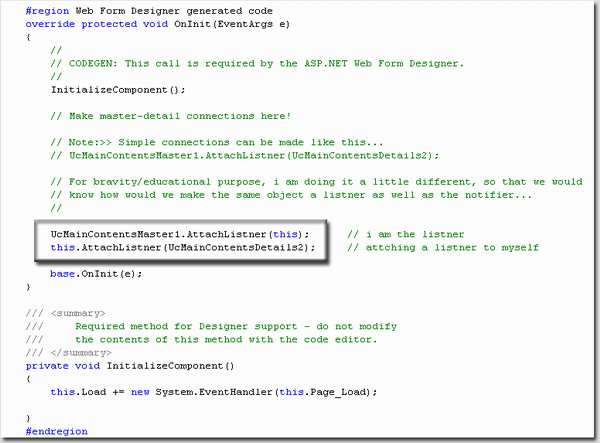 #region Web Form Designer generated code
override protected void OnInit(EventArgs e)
{
//
// CODEGEN: This call is required by the ASP.NET Web Form Designer.
//
InitializeComponent();
// Make master-detail connections here!
// Note:>> Simple connections can be made like this...
// UcMainContentsMaster1.AttachListner(UcMainContentsDetails2);
// For bravity/educational purpose, i am doing it a little different, so that we would
// know how would we make the same object a listner as well as the notifier...
//
UcMainContentsMaster1.AttachListner(this); // i am the listner
this.AttachListner(UcMainContentsDetails2); // attching a listner to myself
base.OnInit(e);
}
/// <summary>
/// Required method for Designer support - do not modify
/// the contents of this method with the code editor.
/// </summary>
private void InitializeComponent()
{
this.Load += new System.EventHandler(this.Page_Load);
}
#endregion